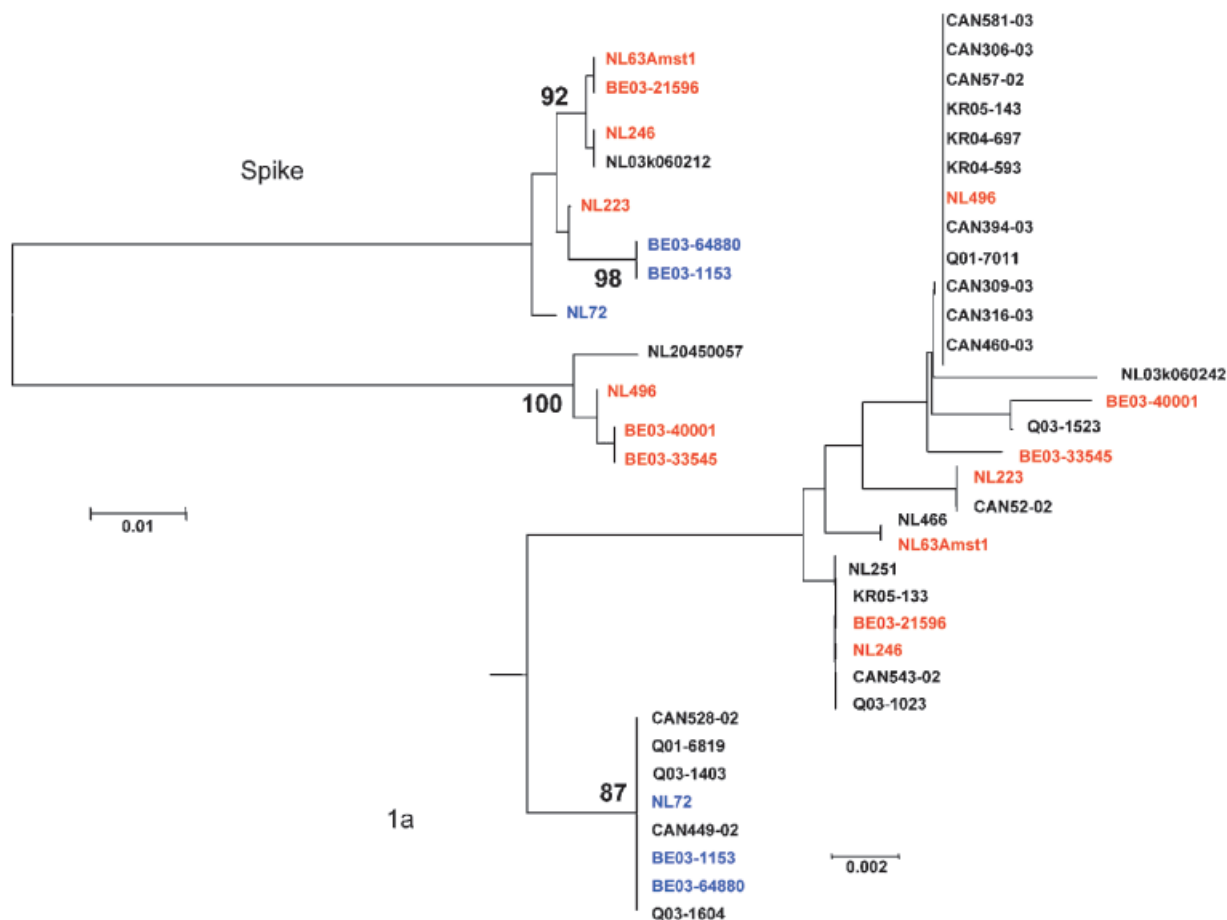 Spike
NL63Amst1
BE03-21596
92
NL246
NL03k060212
NL223
BE03-64880
BE03-1153
98
NL72
NL20450057
NL496
100
BE03-40001
BE03-33545
0.01
CAN581-03
CAN306-03
CAN57-02
KR05-143
KR04-697
KR04-593
NL496
CAN394-03
Q01-7011
CAN309-03
CAN316-03
CAN460-03
NL03k060242
BE03-40001
Q03-1523
BE03-33545
NL223
CAN52-02
NL466
NL63Amst1
NL251
KR05-133
BE03-21596
NL246
CAN543-02
Q03-1023
CAN528-02
Q01-6819
Q03-1403
87
NL72
1a
CAN449-02
BE03-1153
BE03-64880
Q03-1604
0.002